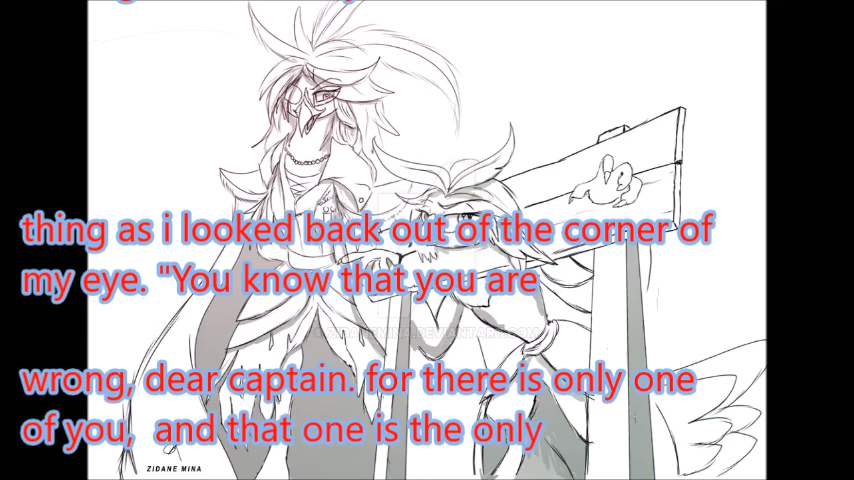 thing as i looked back out of the corner of
my eye. "You know that you are
wrong, dear captain. for there is only one
of you, and that one is the only
ZIDANE MINA